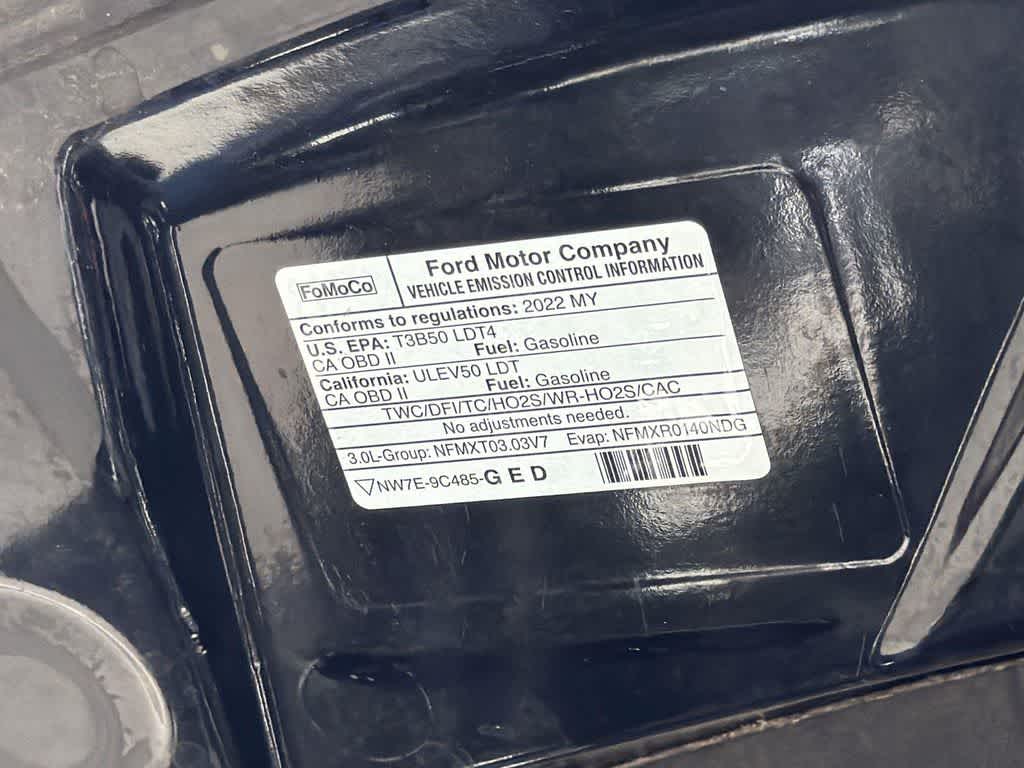 FoMoCo
Ford Motor Company
VEHICLE EMISSION CONTROL INFORMATION
Conforms to regulations: 2022 MY
U.S. EPA: T3B50 LDT4
CA OBD II Fuel: Gasoline
California: ULEV50 LDT
CA OBD II Fuel: Gasoline
TWC/DFI/TC/HO2S/WR-HO2S/CAC
No adjustments needed.
3.0L-Group: NFMXT03.03V7 Evap: NFMXR0140NDG
NW7E-9C485-GED